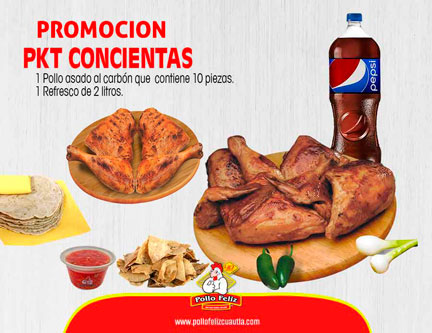 PROMOCION
PKT CONCIENTAS
1 Pollo asado al carbón que contiene 10 piezas.
1 Refresco de 2 litros.
pepsi
Pollo Feliz
www.pollofelizcuautla.com